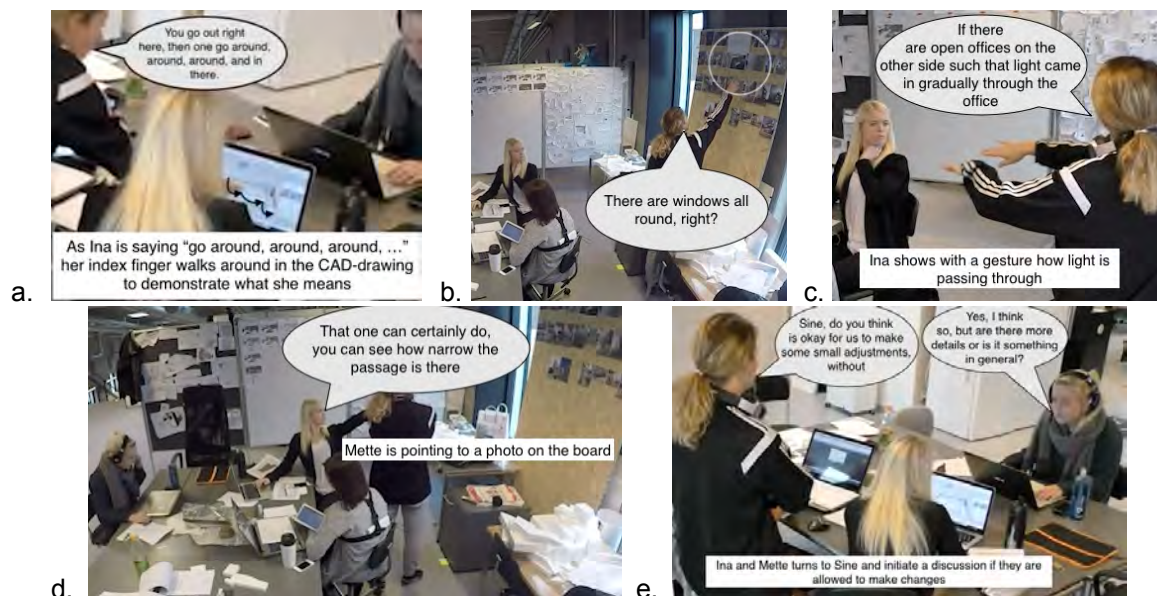 You go out right
here, then one go around,
around, around, and in
there.
As Ina is saying “go around, around, around, …”
her index finger walks around in the CAD-drawing
to demonstrate what she means
a.
There are windows all
round, right?
b.
If there
are open offices on the
other side such that light came
in gradually through the
office
Ina shows with a gesture how light is
passing through
c.
That one can certainly do,
you can see how narrow the
passage is there
Mette is pointing to a photo on the board
d.
Sine, do you think
is okay for us to make
some small adjustments,
without
Yes, I think
so, but are there more
details or is it something
in general?
Ina and Mette turns to Sine and initiate a discussion if they are
allowed to make changes
e.